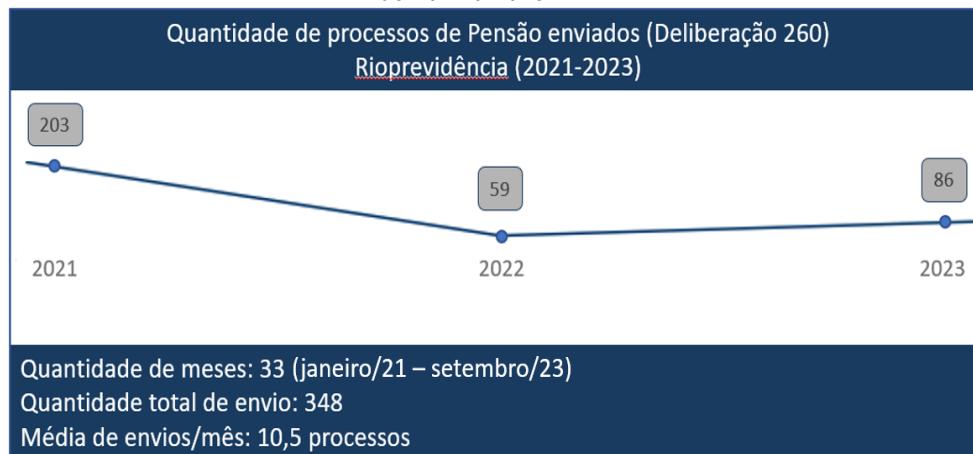 Quantidade de processos de Pensão enviados (Deliberação 260)
Rioprevidência (2021-2023)
203
59
86
2021
2022
2023
Quantidade de meses: 33 (janeiro/21 – setembro/23)
Quantidade total de envio: 348
Média de envios/mês: 10,5 processos